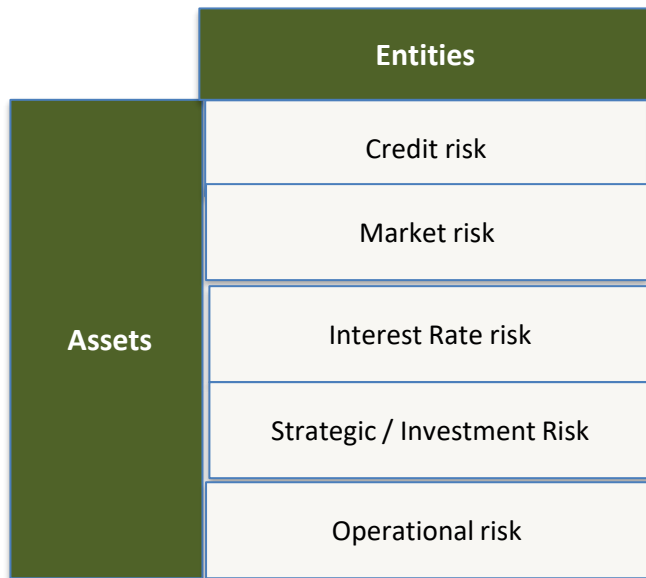 Entities
Credit risk
Market risk
Assets
Interest Rate risk
Strategic / Investment Risk
Operational risk